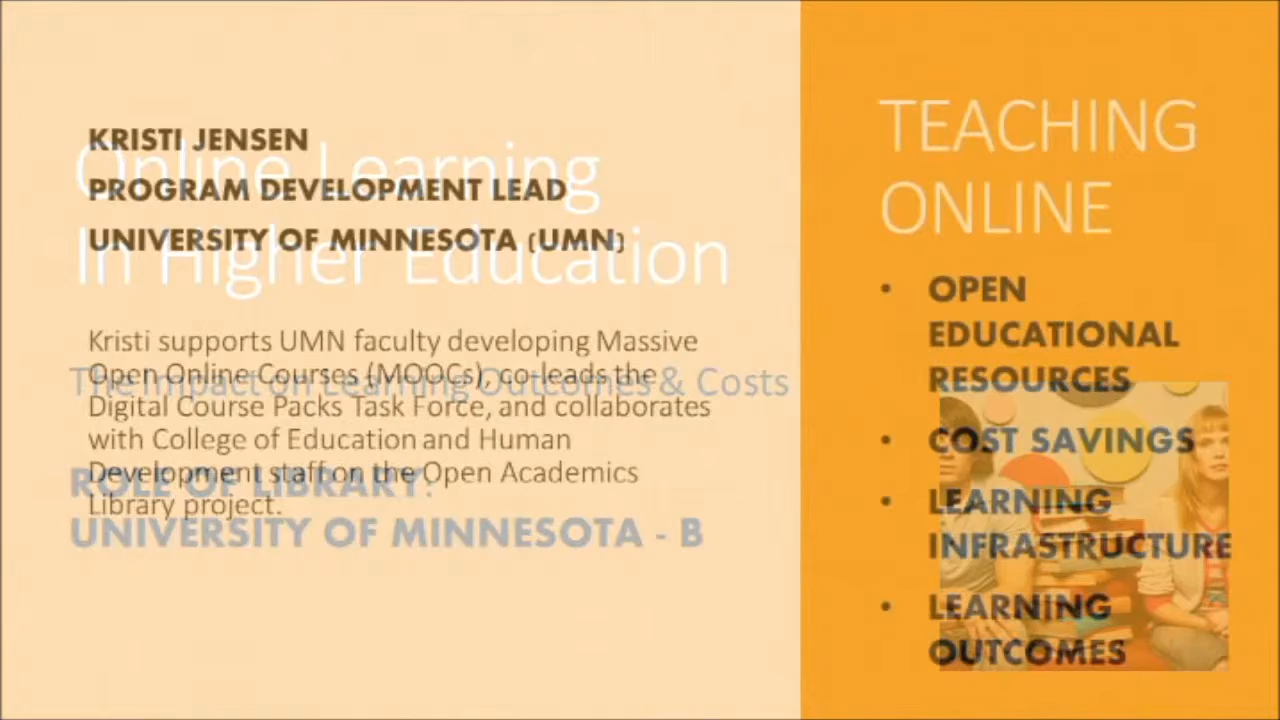 KRISTI JENSEN
PROGRAM DEVELOPMENT LEAD
UNIVERSITY OF MINNESOTA (UMN)
Kristi supports UMN faculty developing Massive
Open Online Courses (MOOCs), co-leads the
Digital Course Packs Task Force, and collaborates
with College of Education and Human
Development staff on the Open Academics
Library project.
Online Learning
In Higher Education
The Impact on Learning Outcomes & Costs
ROLE OF LIBRARY:
UNIVERSITY OF MINNESOTA - B
TEACHING
ONLINE
• OPEN
EDUCATIONAL
RESOURCES
• COST SAVINGS
• LEARNING
INFRASTRUCTURE
• LEARNING
OUTCOMES